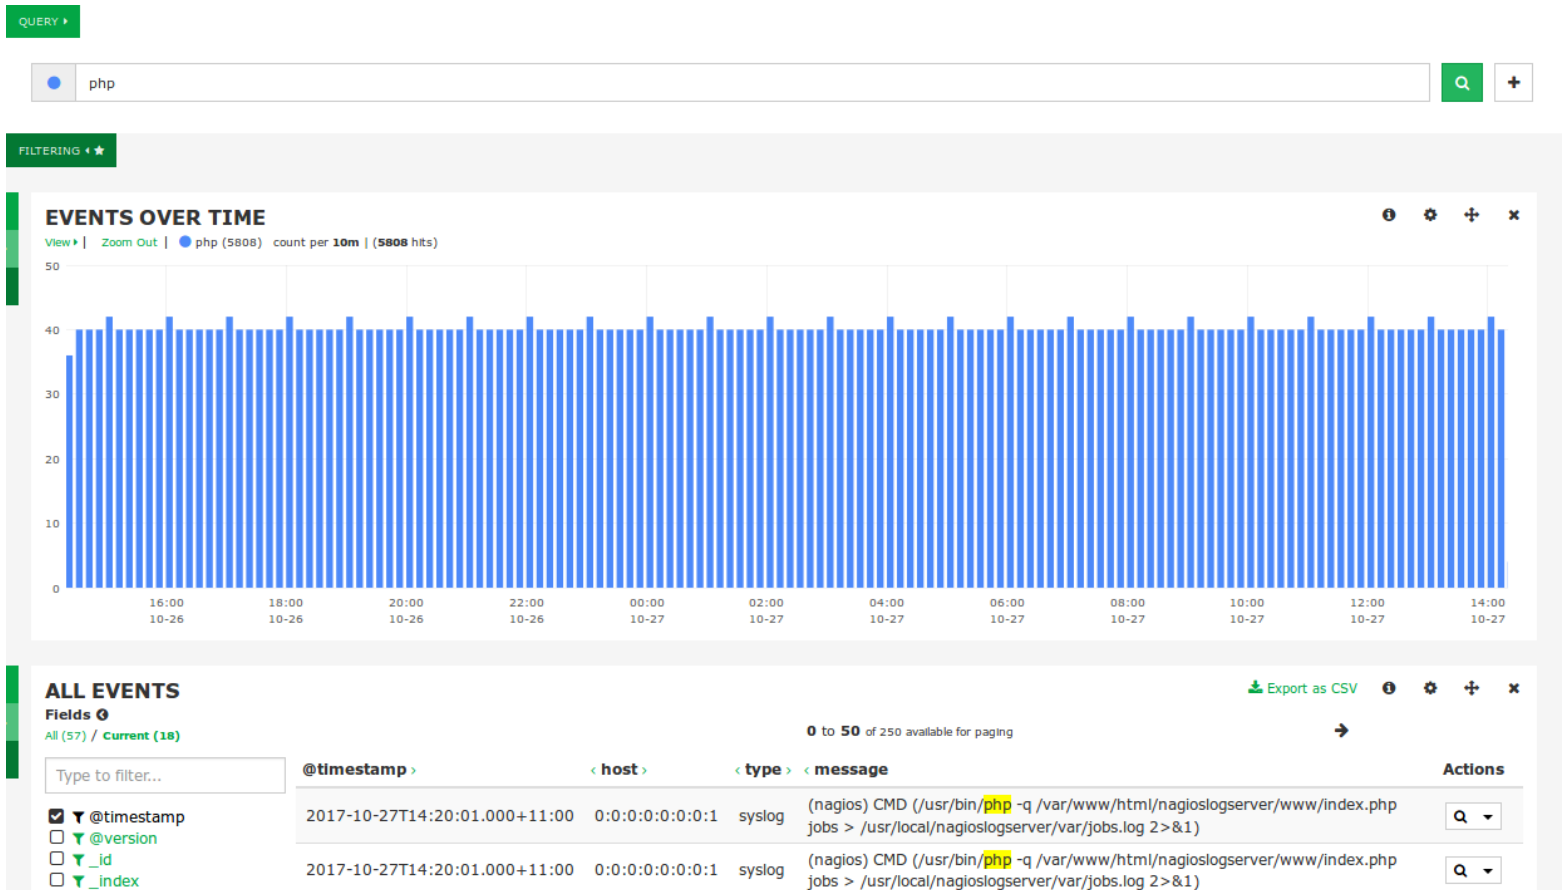 QUERY
php
FILTERING
EVENTS OVER TIME
View | Zoom Out | php (5808) count per 10m | (5808 hits)
50
40
30
20
10
0
16:00 18:00 20:00 22:00 00:00 02:00 04:00 06:00 08:00 10:00 12:00 14:00
10-26 10-26 10-26 10-26 10-27 10-27 10-27 10-27 10-27 10-27 10-27 10-27
ALL EVENTS
Export as CSV
Fields
All (57) / Current (18)
0 to 50 of 250 available for paging
Type to filter...
@timestamp
@version
_id
_index
@timestamp › ‹ host › ‹ type › ‹ message Actions
2017-10-27T14:20:01.000+11:00 0:0:0:0:0:0:0:1 syslog (nagios) CMD (/usr/bin/php -q /var/www/html/nagioslogserver/www/index.php
jobs > /usr/local/nagioslogserver/var/jobs.log 2>&1)
2017-10-27T14:20:01.000+11:00 0:0:0:0:0:0:0:1 syslog (nagios) CMD (/usr/bin/php -q /var/www/html/nagioslogserver/www/index.php
jobs > /usr/local/nagioslogserver/var/jobs.log 2>&1)